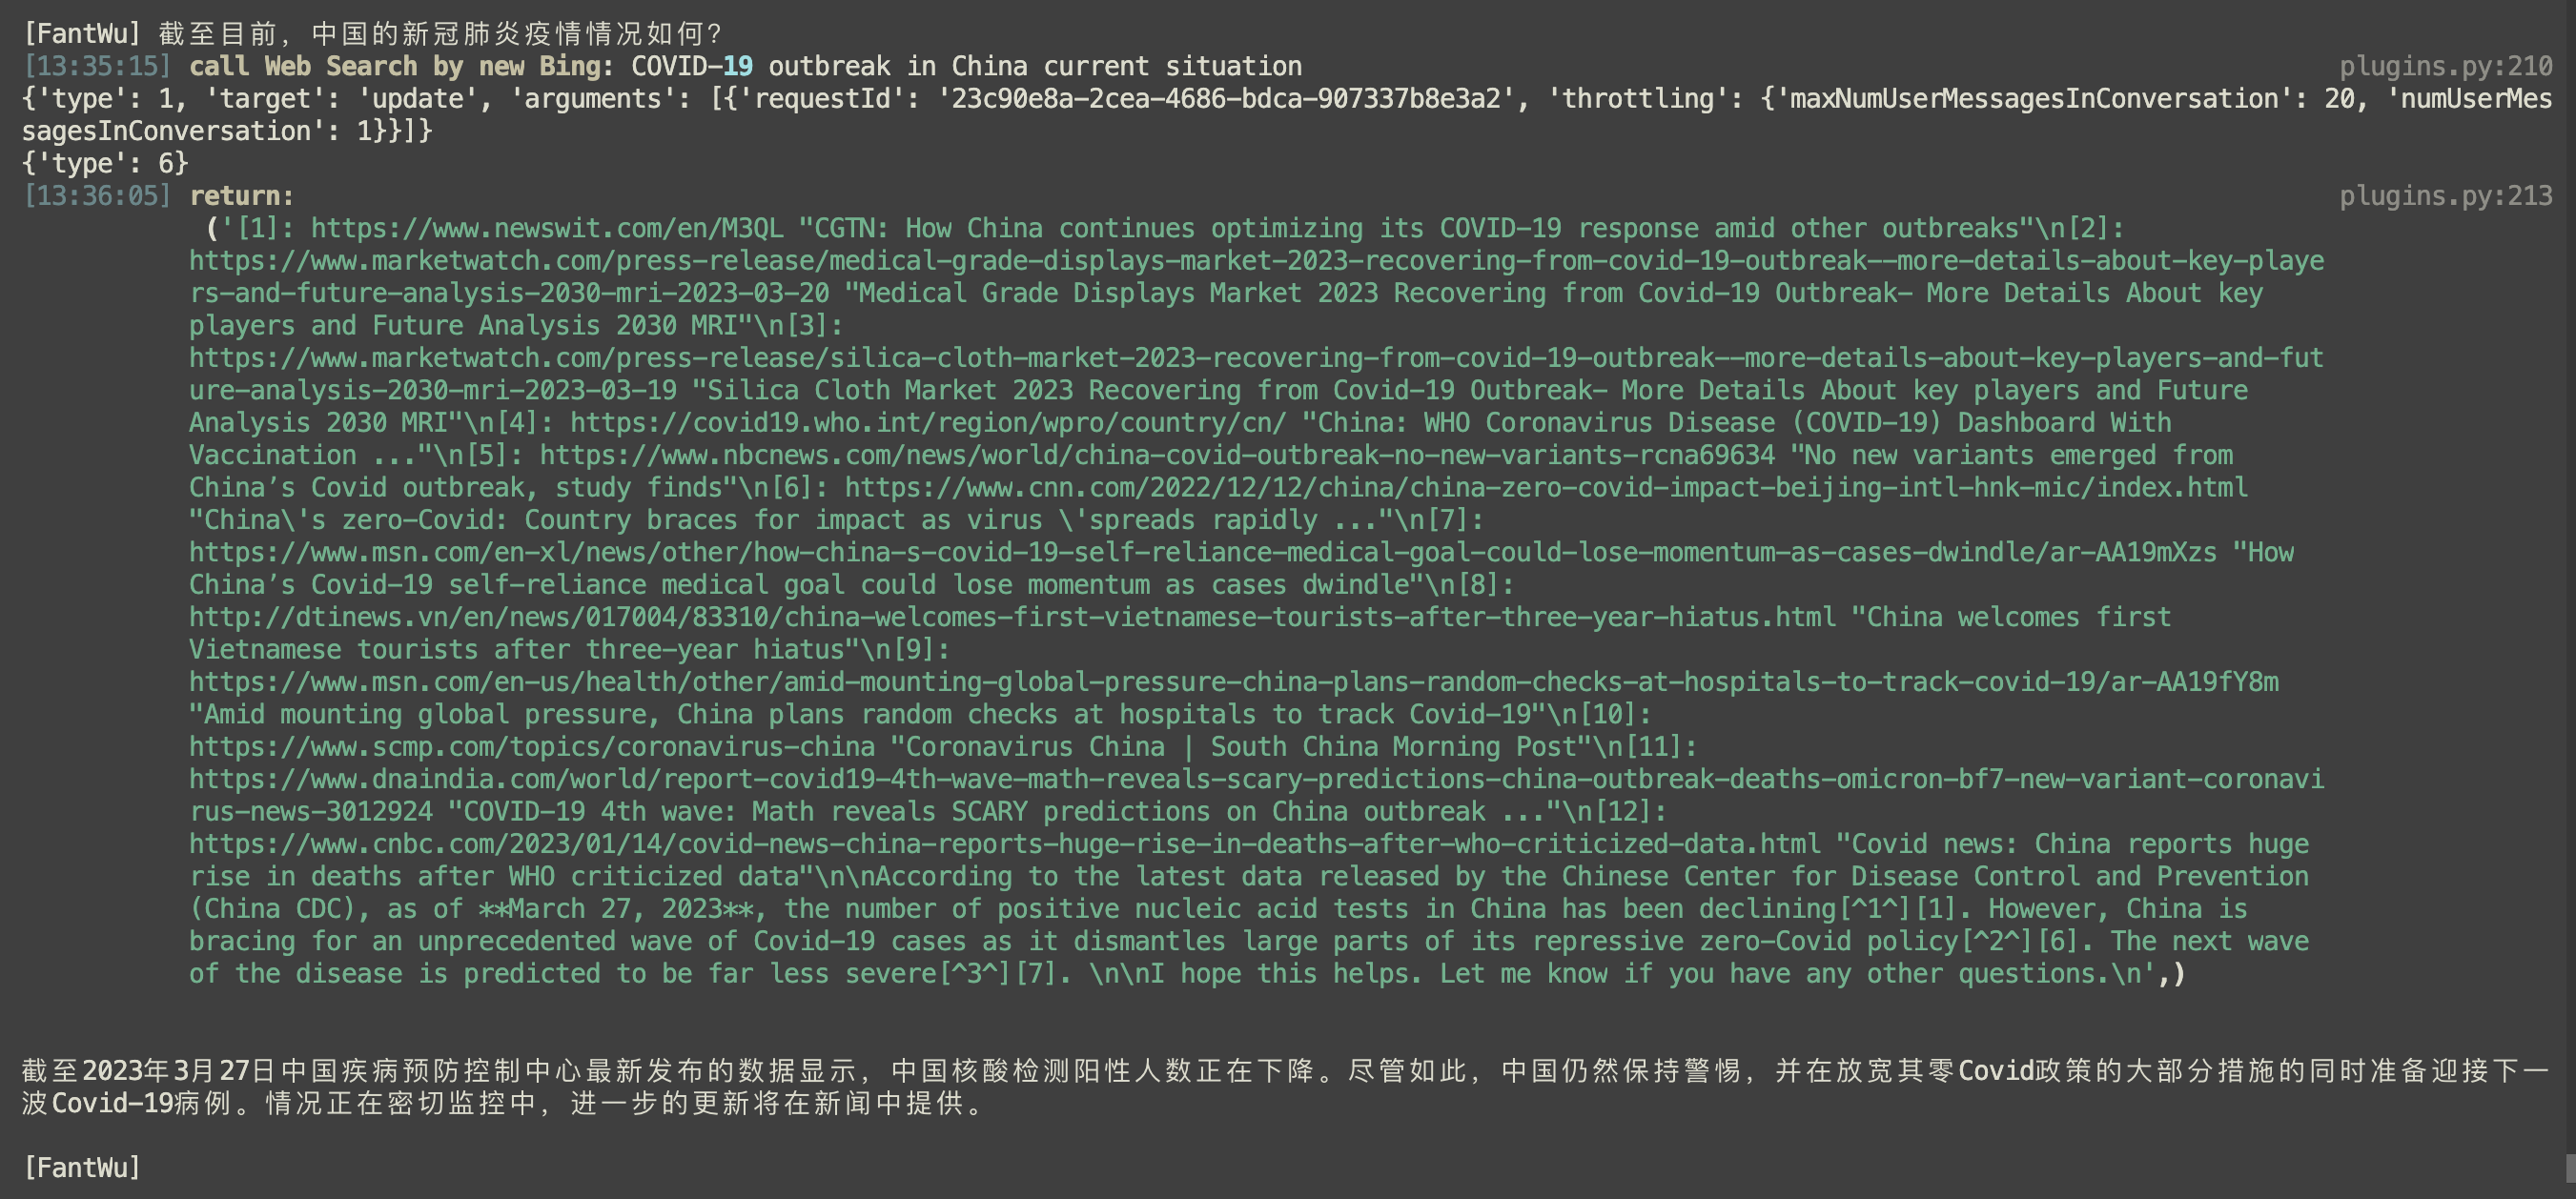 [FantWu] 截至目前，中国的新冠肺炎疫情情况如何？
[13:35:15] call Web Search by new Bing: COVID-19 outbreak in China current situation plugins.py:210
{'type': 1, 'target': 'update', 'arguments': [{'requestId': '23c90e8a-2cea-4686-bdca-907337b8e3a2', 'throttling': {'maxNumUserMessagesInConversation': 20, 'numUserMes
sagesInConversation': 1}}]}
{'type': 6}
[13:36:05] return: plugins.py:213
('[1]: https://www.newswit.com/en/M3QL "CGTN: How China continues optimizing its COVID-19 response amid other outbreaks"\n[2]:
https://www.marketwatch.com/press-release/medical-grade-displays-market-2023-recovering-from-covid-19-outbreak--more-details-about-key-playe
rs-and-future-analysis-2030-mri-2023-03-20 "Medical Grade Displays Market 2023 Recovering from Covid-19 Outbreak- More Details About key
players and Future Analysis 2030 MRI"\n[3]:
https://www.marketwatch.com/press-release/silica-cloth-market-2023-recovering-from-covid-19-outbreak--more-details-about-key-players-and-fut
ure-analysis-2030-mri-2023-03-19 "Silica Cloth Market 2023 Recovering from Covid-19 Outbreak- More Details About key players and Future
Analysis 2030 MRI"\n[4]: https://covid19.who.int/region/wpro/country/cn/ "China: WHO Coronavirus Disease (COVID-19) Dashboard With
Vaccination ..."\n[5]: https://www.nbcnews.com/news/world/china-covid-outbreak-no-new-variants-rcna69634 "No new variants emerged from
China’s Covid outbreak, study finds"\n[6]: https://www.cnn.com/2022/12/12/china/china-zero-covid-impact-beijing-intl-hnk-mic/index.html
"China\'s zero-Covid: Country braces for impact as virus \'spreads rapidly ..."\n[7]:
https://www.msn.com/en-xl/news/other/how-china-s-covid-19-self-reliance-medical-goal-could-lose-momentum-as-cases-dwindle/ar-AA19mXzs "How
China’s Covid-19 self-reliance medical goal could lose momentum as cases dwindle"\n[8]:
http://dtinews.vn/en/news/017004/83310/china-welcomes-first-vietnamese-tourists-after-three-year-hiatus.html "China welcomes first
Vietnamese tourists after three-year hiatus"\n[9]:
https://www.msn.com/en-us/health/other/amid-mounting-global-pressure-china-plans-random-checks-at-hospitals-to-track-covid-19/ar-AA19fY8m
"Amid mounting global pressure, China plans random checks at hospitals to track Covid-19"\n[10]:
https://www.scmp.com/topics/coronavirus-china "Coronavirus China | South China Morning Post"\n[11]:
https://www.dnaindia.com/world/report-covid19-4th-wave-math-reveals-scary-predictions-china-outbreak-deaths-omicron-bf7-new-variant-coronavi
rus-news-3012924 "COVID-19 4th wave: Math reveals SCARY predictions on China outbreak ..."\n[12]:
https://www.cnbc.com/2023/01/14/covid-news-china-reports-huge-rise-in-deaths-after-who-criticized-data.html "Covid news: China reports huge
rise in deaths after WHO criticized data"\n\nAccording to the latest data released by the Chinese Center for Disease Control and Prevention
(China CDC), as of **March 27, 2023**, the number of positive nucleic acid tests in China has been declining[^1^][1]. However, China is
bracing for an unprecedented wave of Covid-19 cases as it dismantles large parts of its repressive zero-Covid policy[^2^][6]. The next wave
of the disease is predicted to be far less severe[^3^][7]. \n\nI hope this helps. Let me know if you have any other questions.\n',)
截至2023年3月27日中国疾病预防控制中心最新发布的数据显示，中国核酸检测阳性人数正在下降。尽管如此，中国仍然保持警惕，并在放宽其零Covid政策的大部分措施的同时准备迎接下一
波Covid-19病例。情况正在密切监控中，进一步的更新将在新闻中提供。
[FantWu]